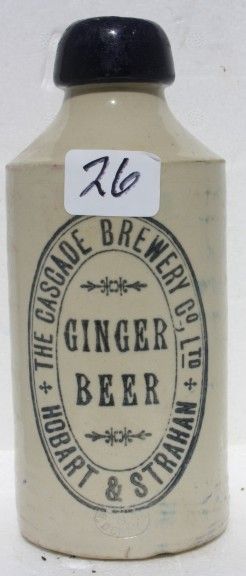 26
THE CASCADE BREWERY Co, LTD
GINGER
BEER
HOBART & STRAHAN